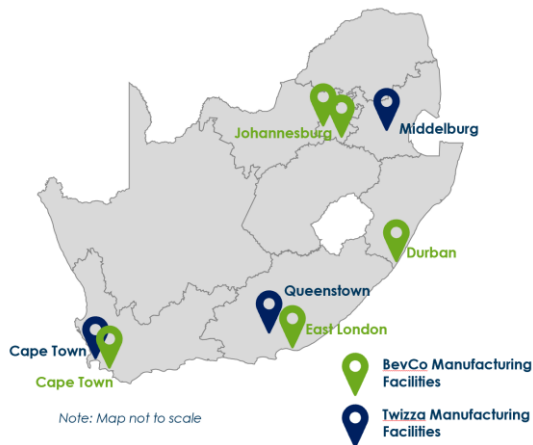 Johannesburg
Middelburg
Durban
Queenstown
East London
Cape Town
Cape Town
BevCo Manufacturing
Facilities
Note: Map not to scale
Twizza Manufacturing
Facilities